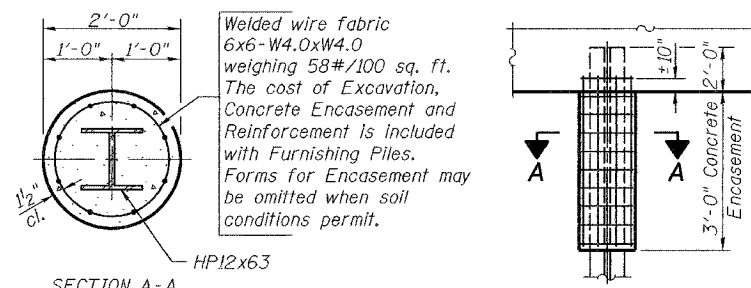 2'-0"
1'-0" 1'-0"
Welded wire fabric
6x6-W4.0xW4.0
weighing 58#/100 sq. ft.
The cost of Excavation,
Concrete Encasement and
Reinforcement is included
with Furnishing Piles.
Forms for Encasement may
be omitted when soil
conditions permit.
1½"
cl.
HP12x63
SECTION A-A
±10"
2'-0"
A A
3'-0" Concrete
Encasement